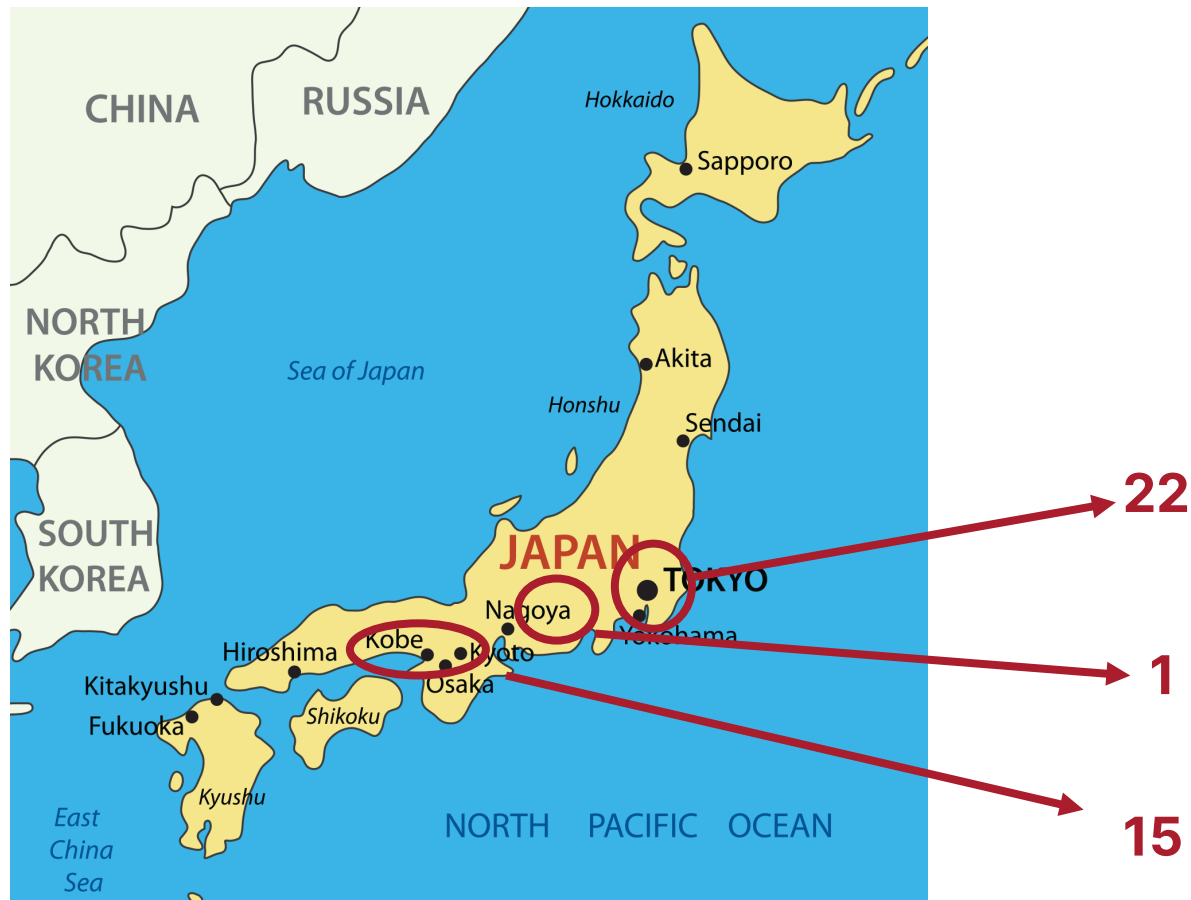 Hokkaido
RUSSIA
CHINA
Sapporo
NORTH
KOREA
Akita
Sea of Japan
Honshu
Sendai
22
SOUTH
KOREA
JAPAN
TOKYO
Nagoya
Yokohama
Kobe
Hiroshima
Kyoto
1
Osaka
Kitakyushu
Shikoku
Fukuoka
Kyushu
East
China
Sea
NORTH PACIFIC OCEAN
15